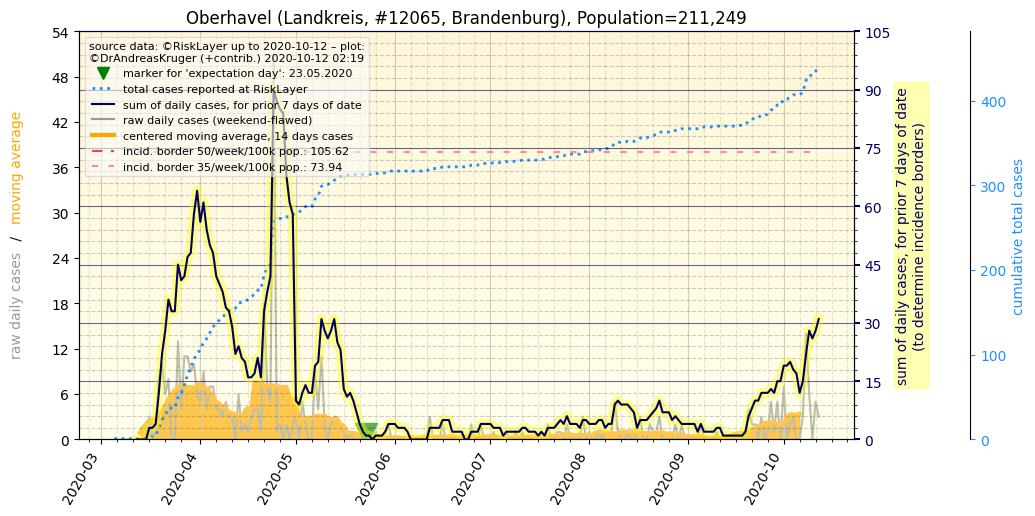 Oberhavel (Landkreis, #12065, Brandenburg), Population=211,249
source data: ©RiskLayer up to 2020-10-12 – plot:
©DrAndreasKruger (+contrib.) 2020-10-12 02:19
marker for 'expectation day': 23.05.2020
total cases reported at RiskLayer
sum of daily cases, for prior 7 days of date
raw daily cases (weekend-flawed)
centered moving average, 14 days cases
incid. border 50/week/100k pop.: 105.62
incid. border 35/week/100k pop.: 73.94
raw daily cases / moving average
54
48
42
36
30
24
18
12
6
0
105
90
75
60
45
30
15
0
sum of daily cases, for prior 7 days of date
(to determine incidence borders)
400
300
200
100
0
cumulative total cases
2020-03
2020-04
2020-05
2020-06
2020-07
2020-08
2020-09
2020-10